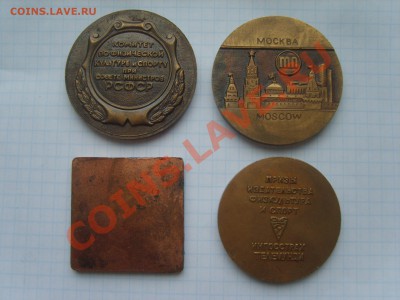 COINS.LAVE.RU
КОМИТЕТ
ПО ФИЗИЧЕСКОЙ
КУЛЬТУРЕ И СПОРТУ
ПРИ
СОВЕТЕ МИНИСТРОВ
РСФСР
МОСКВА
MOSCOW
ПРИЗЫ
ИЗДАТЕЛЬСТВА
ФИЗКУЛЬТУРА
И СПОРТ
COINS.LAVE.RU